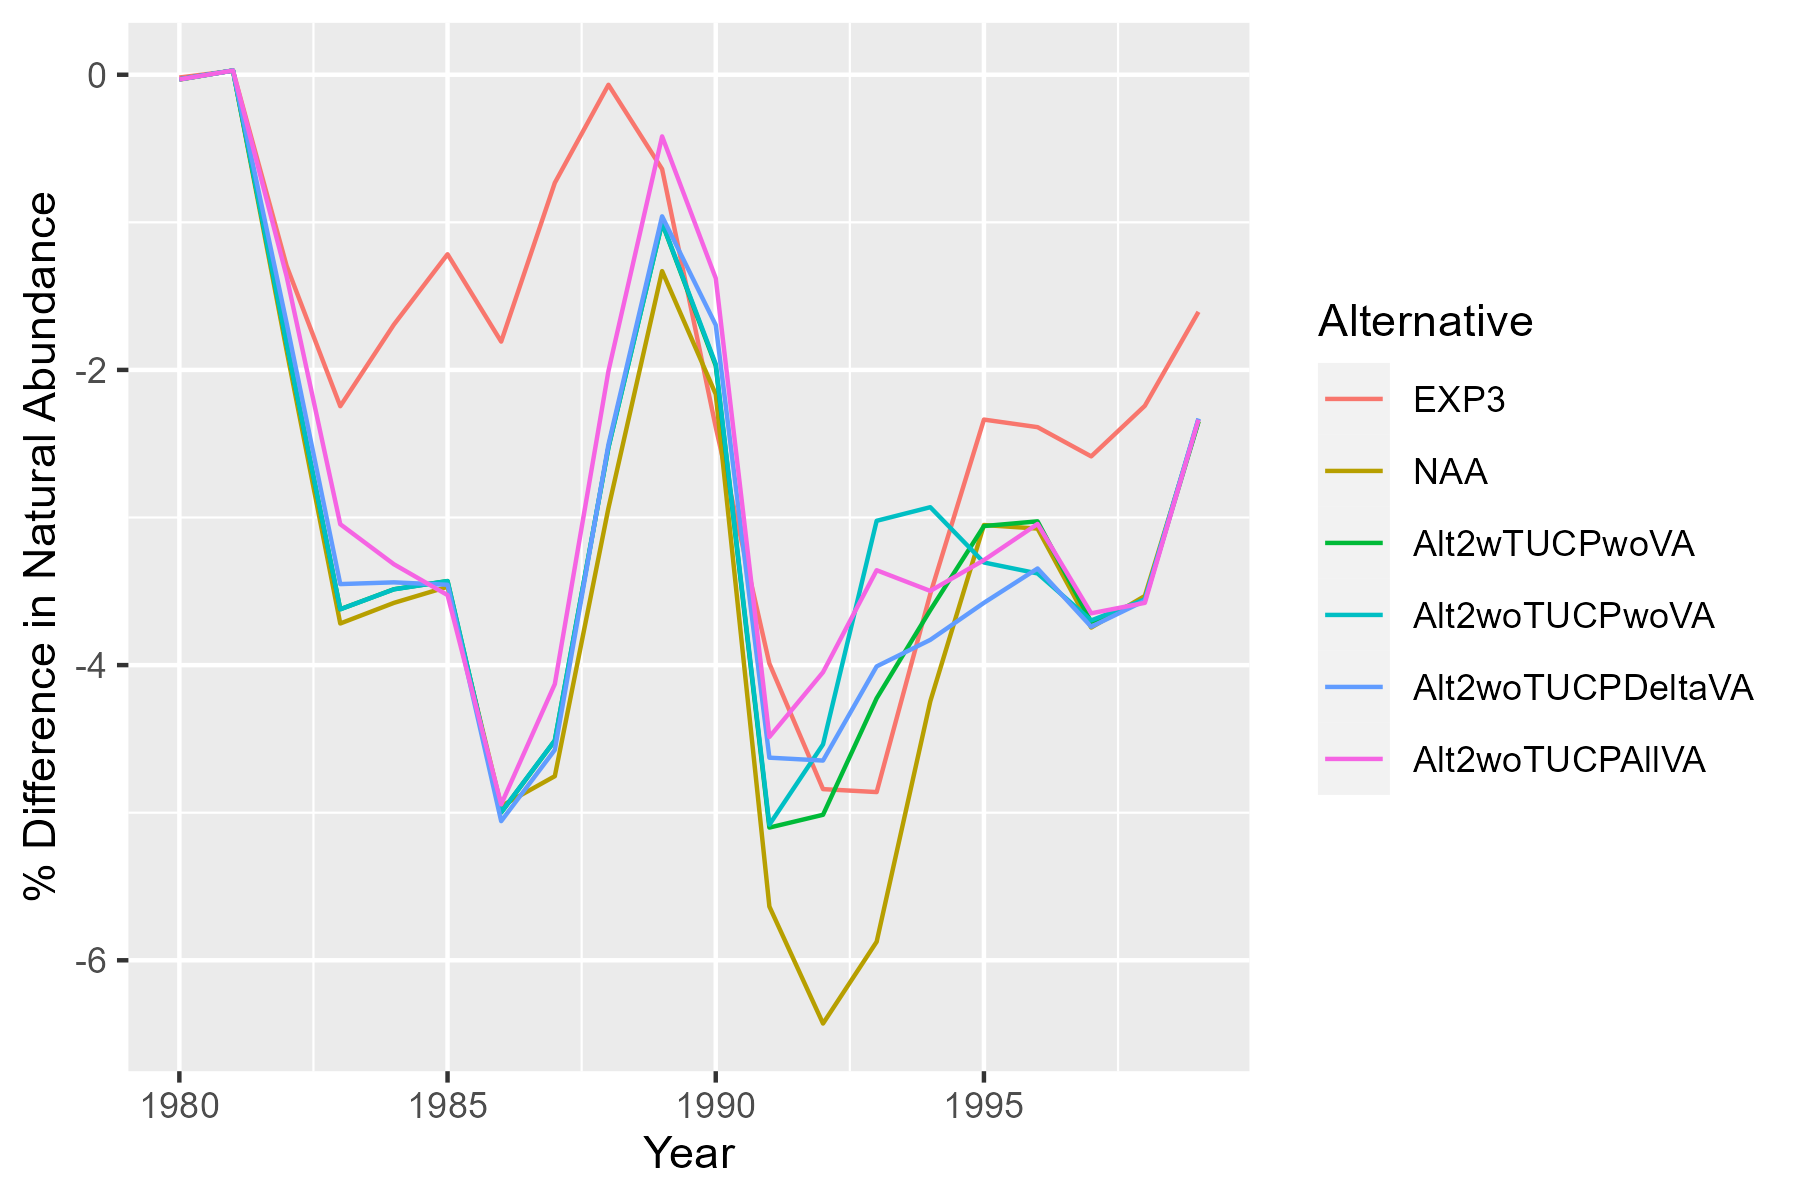 % Difference in Natural Abundance
0
-2
-4
-6
1980
1985
1990
1995
Year
Alternative
EXP3
NAA
Alt2wTUCPwoVA
Alt2woTUCPwoVA
Alt2woTUCPDeltaVA
Alt2woTUCPAllVA